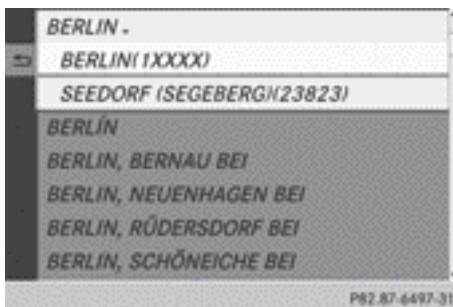 BERLIN
BERLIN(1XXXX)
SEEDORF (SEGEBERG)(23823)
BERLÍN
BERLIN, BERNAU BEI
BERLIN, NEUENHAGEN BEI
BERLIN, RÜDERSDORF BEI
BERLIN, SCHÖNEICHE BEI
P82.87-6497-31